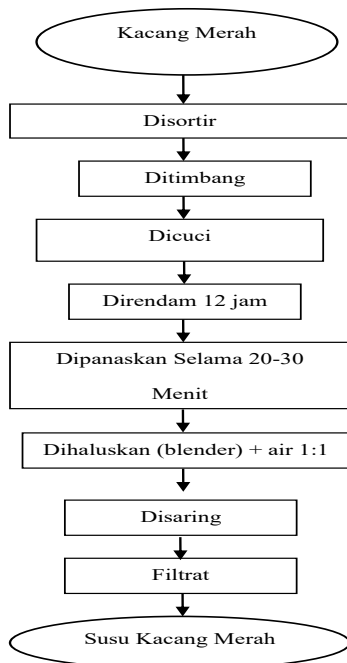 Kacang Merah
Disortir
Ditimbang
Dicuci
Direndam 12 jam
Dipanaskan Selama 20-30
Menit
Dihaluskan (blender) + air 1:1
Disaring
Filtrat
Susu Kacang Merah